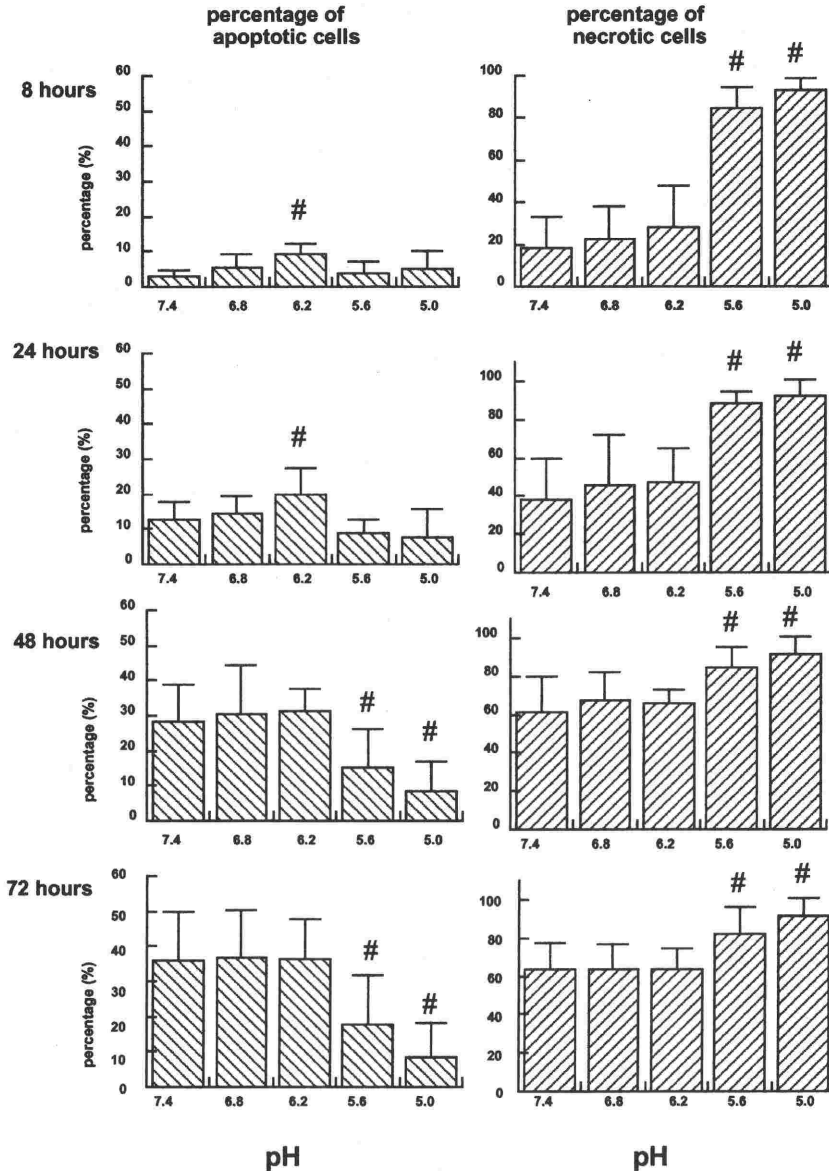 percentage of
apoptotic cells
percentage of
necrotic cells
8 hours
percentage (%)
60
50
40
30
20
10
0
#
7.4 6.8 6.2 5.6 5.0
100
80
60
40
20
0
# #
7.4 6.8 6.2 5.6 5.0
24 hours
percentage (%)
60
50
40
30
20
10
0
#
7.4 6.8 6.2 5.6 5.0
100
80
60
40
20
0
# #
7.4 6.8 6.2 5.6 5.0
48 hours
percentage (%)
60
50
40
30
20
10
0
# #
7.4 6.8 6.2 5.6 5.0
100
80
60
40
20
0
# #
7.4 6.8 6.2 5.6 5.0
72 hours
percentage (%)
60
50
40
30
20
10
0
# #
7.4 6.8 6.2 5.6 5.0
100
80
60
40
20
0
# #
7.4 6.8 6.2 5.6 5.0
pH
pH